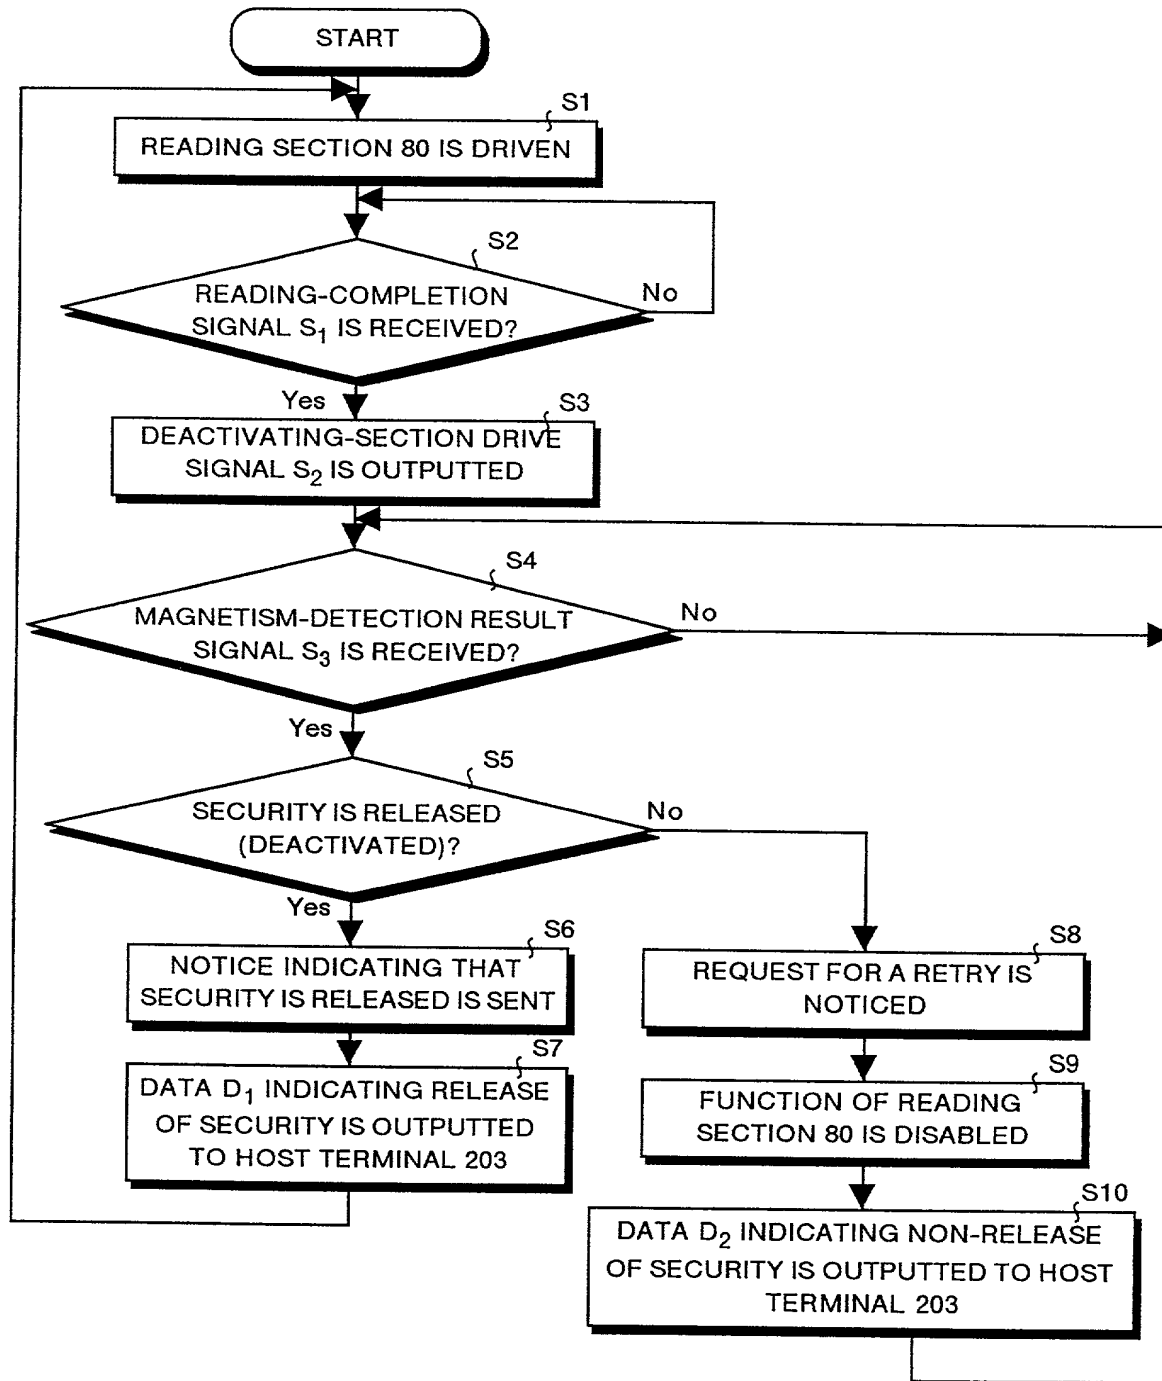 START
S1
READING SECTION 80 IS DRIVEN
S2
READING-COMPLETION
SIGNAL S1 IS RECEIVED?
No
Yes
S3
DEACTIVATING-SECTION DRIVE
SIGNAL S2 IS OUTPUTTED
S4
MAGNETISM-DETECTION RESULT
SIGNAL S3 IS RECEIVED?
No
Yes
S5
SECURITY IS RELEASED
(DEACTIVATED)?
No
Yes
S6
NOTICE INDICATING THAT
SECURITY IS RELEASED IS SENT
S7
DATA D1 INDICATING RELEASE
OF SECURITY IS OUTPUTTED
TO HOST TERMINAL 203
S8
REQUEST FOR A RETRY IS
NOTICED
S9
FUNCTION OF READING
SECTION 80 IS DISABLED
S10
DATA D2 INDICATING NON-RELEASE
OF SECURITY IS OUTPUTTED TO HOST
TERMINAL 203